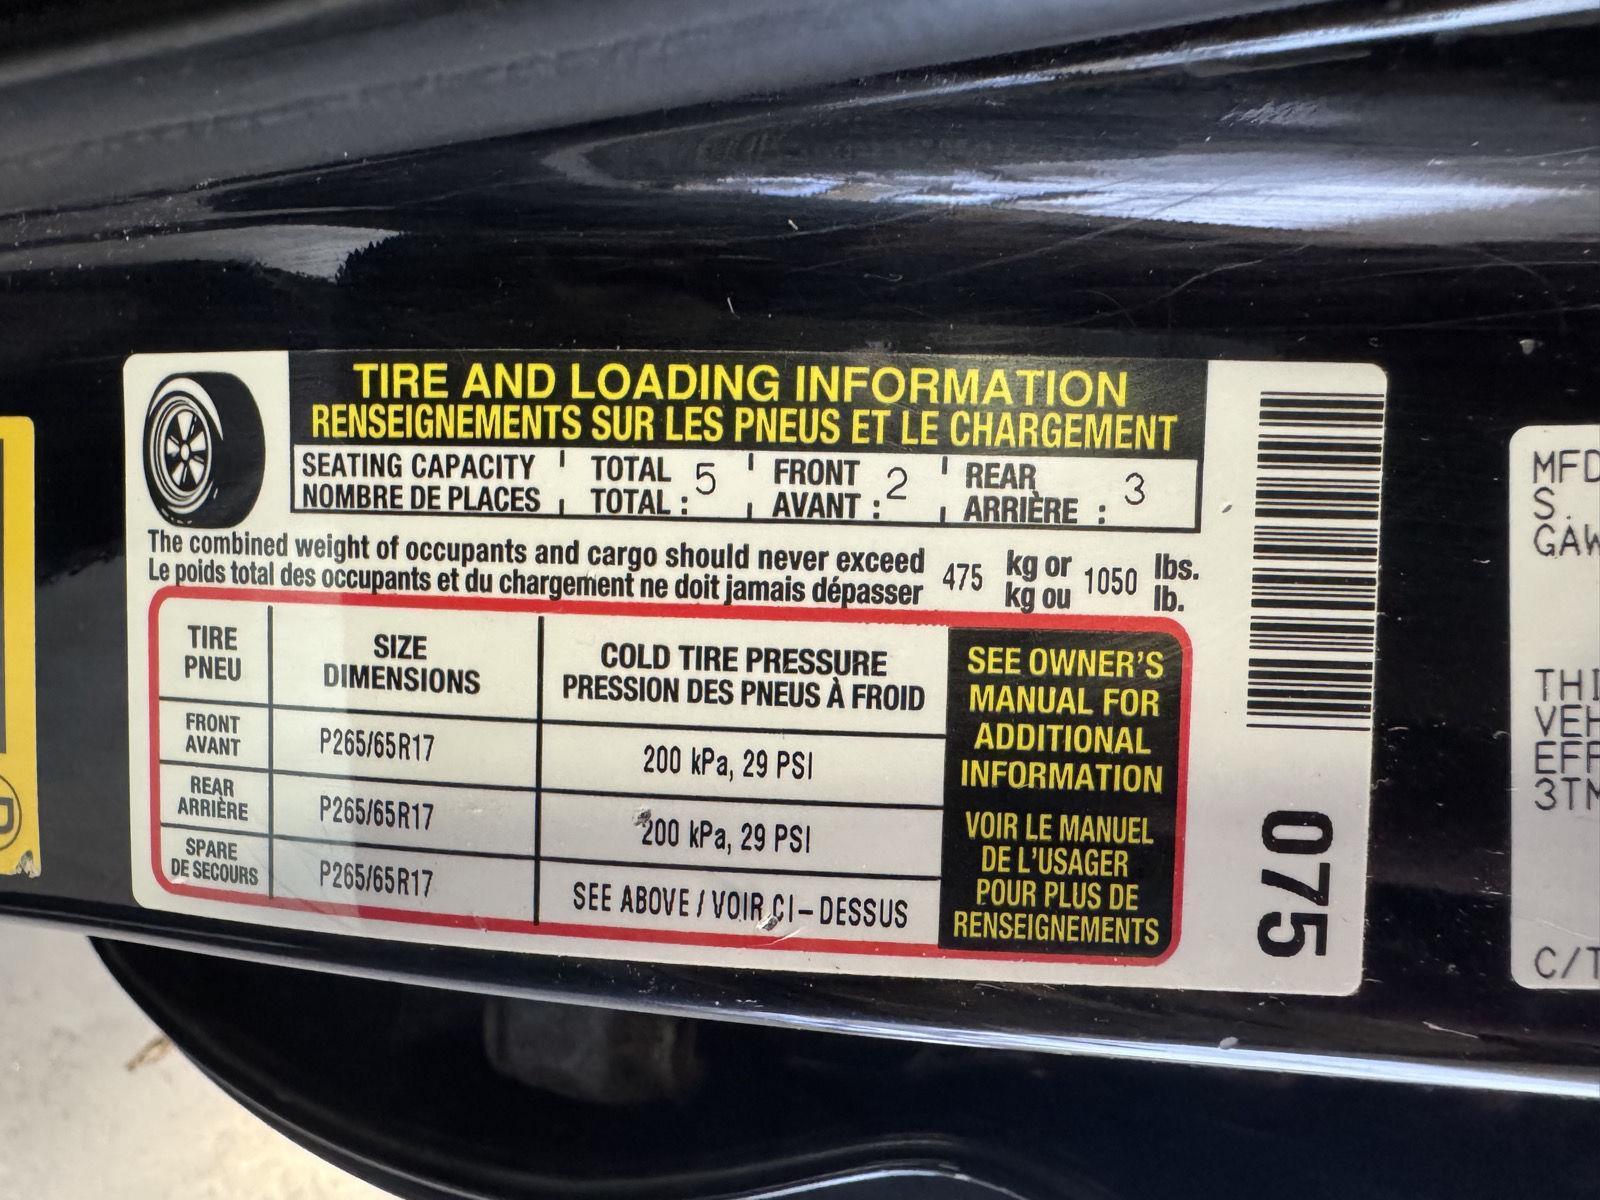 TIRE AND LOADING INFORMATION
RENSEIGNEMENTS SUR LES PNEUS ET LE CHARGEMENT
SEATING CAPACITY TOTAL 5 FRONT 2 REAR 3
NOMBRE DE PLACES TOTAL : AVANT : ARRIÈRE :
The combined weight of occupants and cargo should never exceed 475 kg or 1050 lbs.
Le poids total des occupants et du chargement ne doit jamais dépasser kg ou lb.
TIRE
PNEU
SIZE
DIMENSIONS
COLD TIRE PRESSURE
PRESSION DES PNEUS À FROID
FRONT
AVANT
P265/65R17
200 kPa, 29 PSI
REAR
ARRIÈRE
P265/65R17
200 kPa, 29 PSI
SPARE
DE SECOURS
P265/65R17
SEE ABOVE / VOIR CI-DESSUS
SEE OWNER'S
MANUAL FOR
ADDITIONAL
INFORMATION
VOIR LE MANUEL
DE L'USAGER
POUR PLUS DE
RENSEIGNEMENTS
075
MFD
S.
GAW
THI
VEH
EFF
3TM
C/T